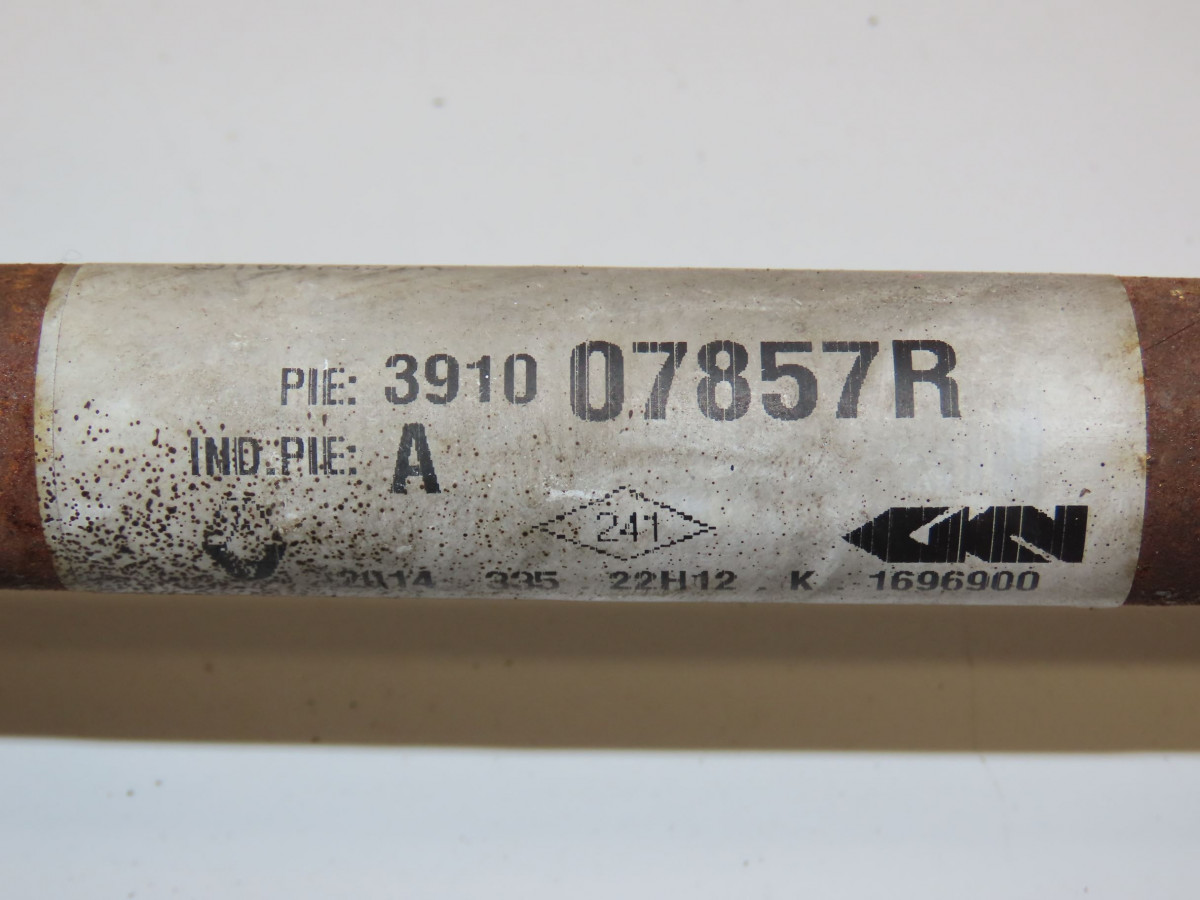 PIE: 3910 07857R
IND.PIE: A
241
GKN
2014 335 22H12 K 1696900